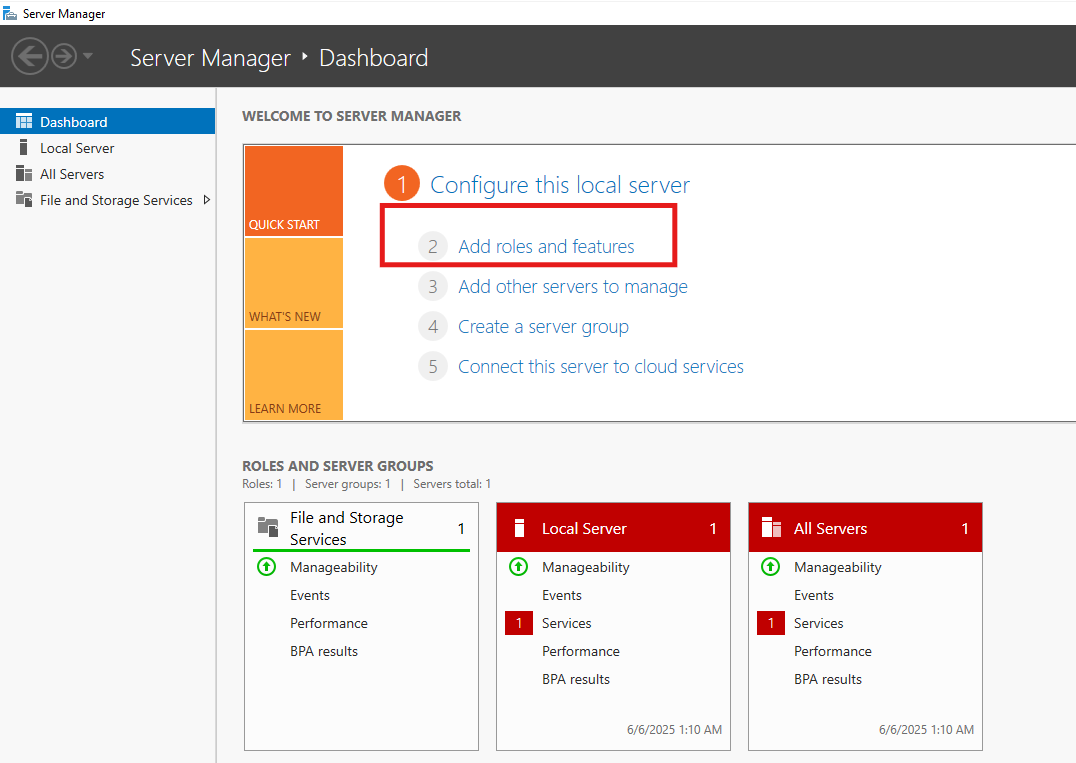 Server Manager
Server Manager ‣ Dashboard
Dashboard
Local Server
All Servers
File and Storage Services
WELCOME TO SERVER MANAGER
QUICK START
WHAT'S NEW
LEARN MORE
1 Configure this local server
2 Add roles and features
3 Add other servers to manage
4 Create a server group
5 Connect this server to cloud services
ROLES AND SERVER GROUPS
Roles: 1 | Server groups: 1 | Servers total: 1
File and Storage
Services 1
Manageability
Events
Performance
BPA results
Local Server 1
Manageability
Events
1 Services
Performance
BPA results
6/6/2025 1:10 AM
All Servers 1
Manageability
Events
1 Services
Performance
BPA results
6/6/2025 1:10 AM